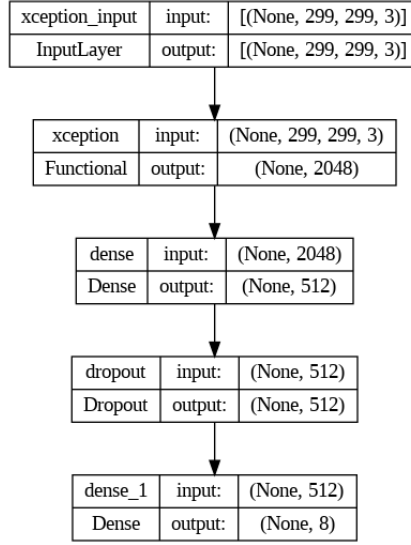 xception_input input: [(None, 299, 299, 3)]
InputLayer output: [(None, 299, 299, 3)]
xception input: (None, 299, 299, 3)
Functional output: (None, 2048)
dense input: (None, 2048)
Dense output: (None, 512)
dropout input: (None, 512)
Dropout output: (None, 512)
dense_1 input: (None, 512)
Dense output: (None, 8)